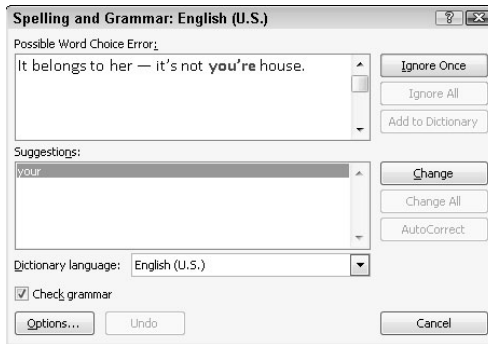 Spelling and Grammar: English (U.S.)
Possible Word Choice Error:
It belongs to her — it's not you're house.
Ignore Once
Ignore All
Add to Dictionary
Suggestions:
your
Change
Change All
AutoCorrect
Dictionary language: English (U.S.)
Check grammar
Options... Undo Cancel